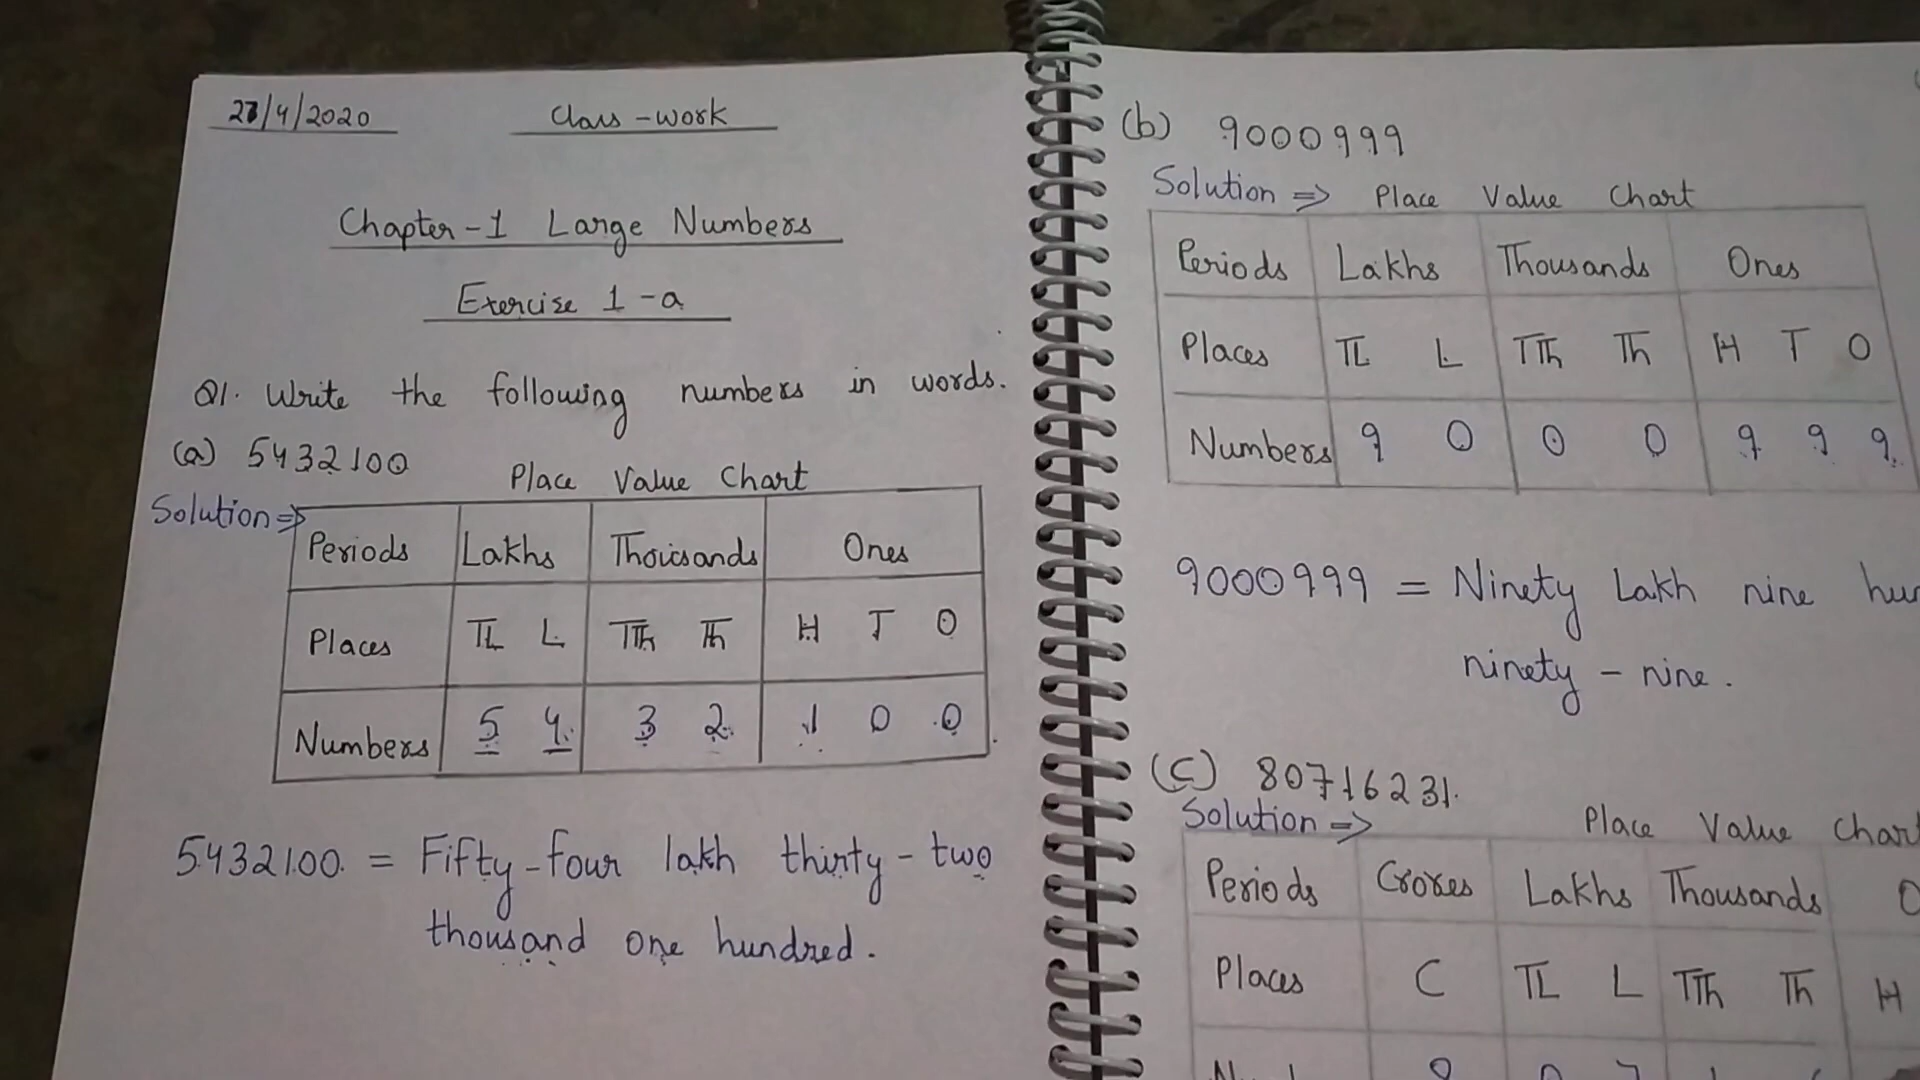 27/4/2020 Class-work
Chapter-1 Large Numbers
Exercise 1-a
Q1. Write the following numbers in words.
(a) 5432100
Place Value Chart
Solution⇒
Periods Lakhs Thousands Ones
Places TL L TTh Th H T O
Numbers 5 4 3 2 1 0 0
5432100 = Fifty-four lakh thirty-two
thousand one hundred.
(b) 9000999
Solution ⇒ Place Value Chart
Periods Lakhs Thousands Ones
Places TL L TTh Th H T O
Numbers 9 0 0 0 9 9 9
9000999 = Ninety Lakh nine
ninety-nine.
(c) 80716231.
Solution ⇒ Place Value Chart
Periods Crores Lakhs Thousands
Places C TL L TTh Th H